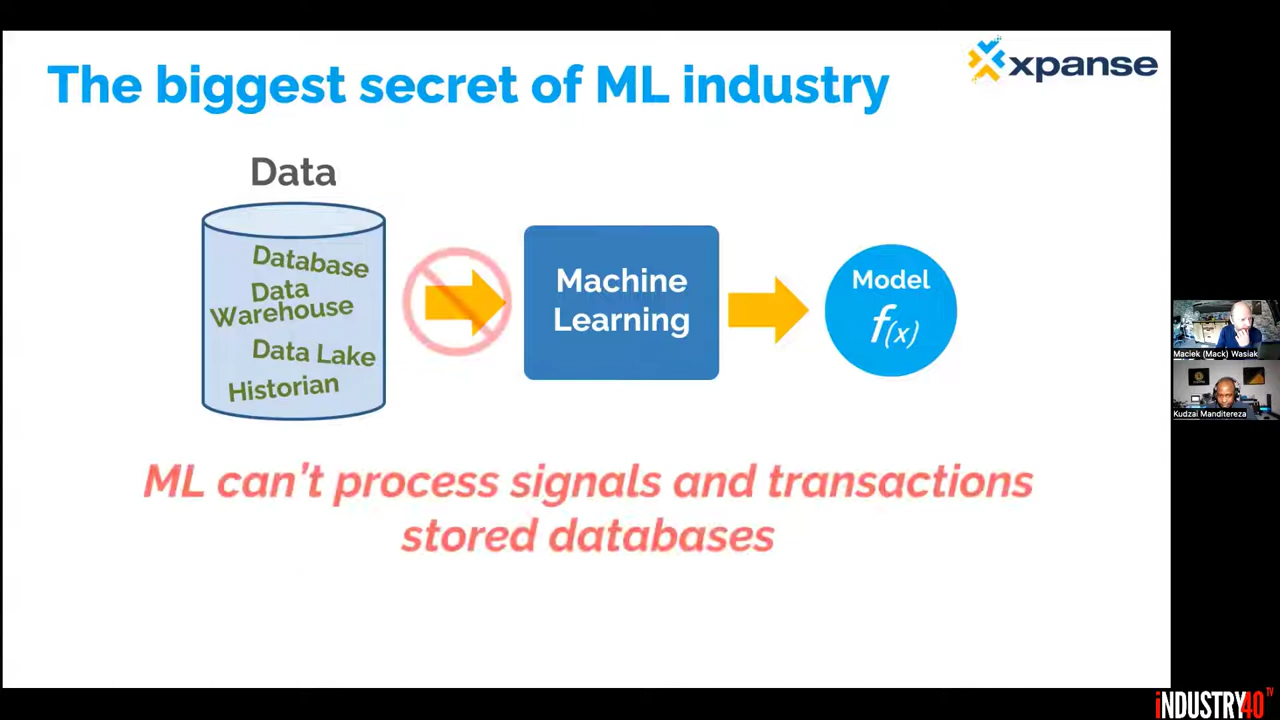 The biggest secret of ML industry
xpanse
Data
Database
Data
Warehouse
Data Lake
Historian
Machine
Learning
Model
f(x)
ML can't process signals and transactions
stored databases
Maciek (Mack) Wasiak
Kudzai Manditereza
iNDUSTRY40 TV